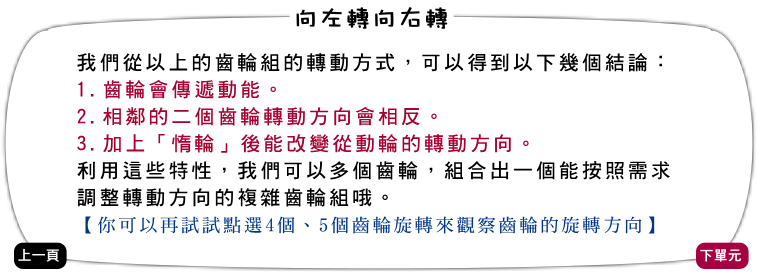 向左轉向右轉
我們從以上的齒輪組的轉動方式，可以得到以下幾個結論：
1.齒輪會傳遞動能。
2.相鄰的二個齒輪轉動方向會相反。
3.加上「惰輪」後能改變從動輪的轉動方向。
利用這些特性，我們可以多個齒輪，組合出一個能按照需求
調整轉動方向的複雜齒輪組哦。
【你可以再試試點選4個、5個齒輪旋轉來觀察齒輪的旋轉方向】
上一頁
下單元